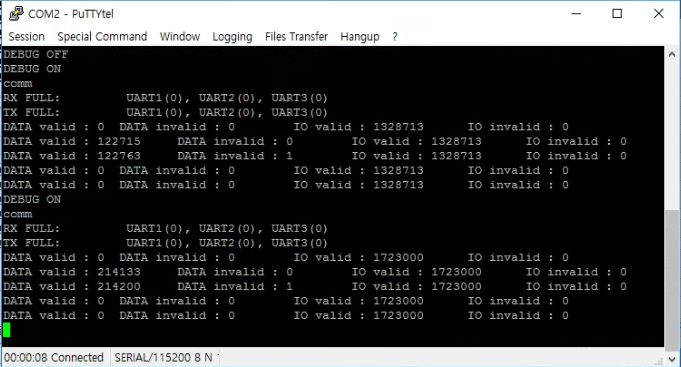 COM2 - PuTTYtel
Session Special Command Window Logging Files Transfer Hangup ?
DEBUG OFF
DEBUG ON
comm
RX FULL: UART1(0), UART2(0), UART3(0)
TX FULL: UART1(0), UART2(0), UART3(0)
DATA valid : 0 DATA invalid : 0 IO valid : 1328713 IO invalid : 0
DATA valid : 122715 DATA invalid : 0 IO valid : 1328713 IO invalid : 0
DATA valid : 122763 DATA invalid : 1 IO valid : 1328713 IO invalid : 0
DATA valid : 0 DATA invalid : 0 IO valid : 1328713 IO invalid : 0
DATA valid : 0 DATA invalid : 0 IO valid : 1328713 IO invalid : 0
DEBUG ON
comm
RX FULL: UART1(0), UART2(0), UART3(0)
TX FULL: UART1(0), UART2(0), UART3(0)
DATA valid : 0 DATA invalid : 0 IO valid : 1723000 IO invalid : 0
DATA valid : 214133 DATA invalid : 0 IO valid : 1723000 IO invalid : 0
DATA valid : 214200 DATA invalid : 1 IO valid : 1723000 IO invalid : 0
DATA valid : 0 DATA invalid : 0 IO valid : 1723000 IO invalid : 0
DATA valid : 0 DATA invalid : 0 IO valid : 1723000 IO invalid : 0
00:00:08 Connected SERIAL/115200 8 N